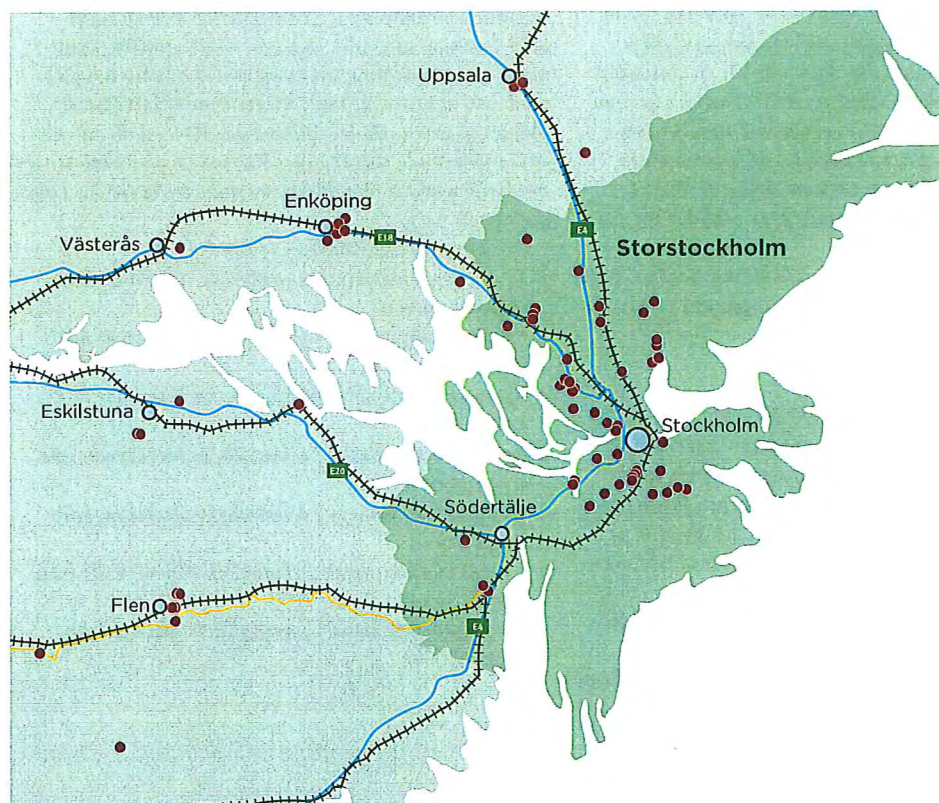 Uppsala
Enköping
Västerås
E18
E4
Storstockholm
Eskilstuna
Stockholm
E20
Södertälje
Flen
E4